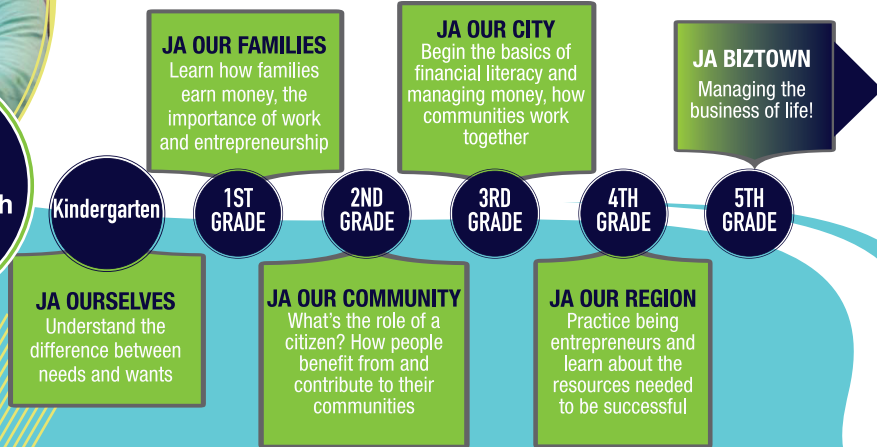 JA OUR FAMILIES
Learn how families
earn money, the
importance of work
and entrepreneurship
JA OUR CITY
Begin the basics of
financial literacy and
managing money, how
communities work
together
JA BIZTOWN
Managing the
business of life!
h
Kindergarten
1ST
GRADE
2ND
GRADE
3RD
GRADE
4TH
GRADE
5TH
GRADE
JA OURSELVES
Understand the
difference between
needs and wants
JA OUR COMMUNITY
What's the role of a
citizen? How people
benefit from and
contribute to their
communities
JA OUR REGION
Practice being
entrepreneurs and
learn about the
resources needed
to be successful